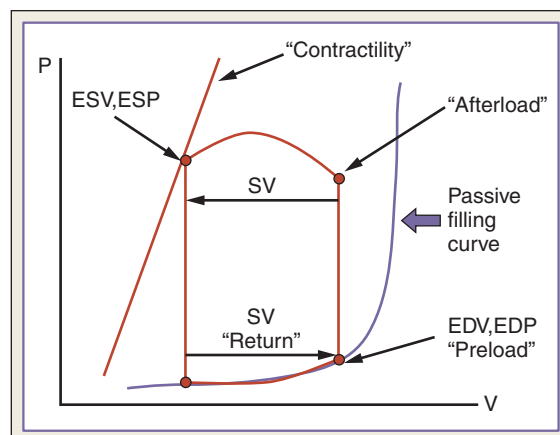 P
"Contractility"
ESV,ESP
"Afterload"
SV
Passive
filling
curve
SV
"Return"
EDV,EDP
"Preload"
V